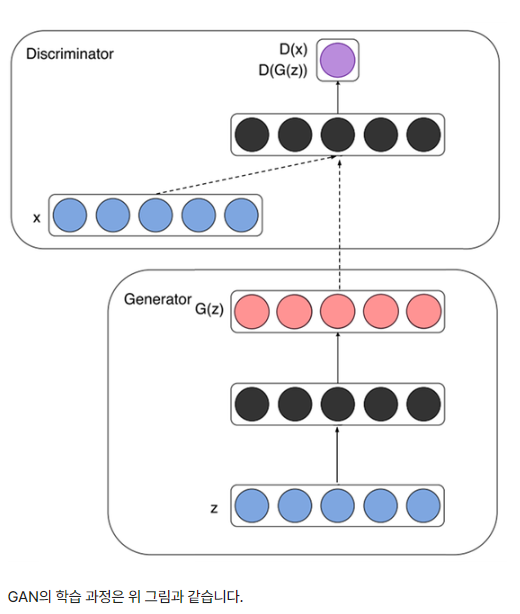 Discriminator
D(x)
D(G(z))
x
Generator
G(z)
z
GAN의 학습 과정은 위 그림과 같습니다.